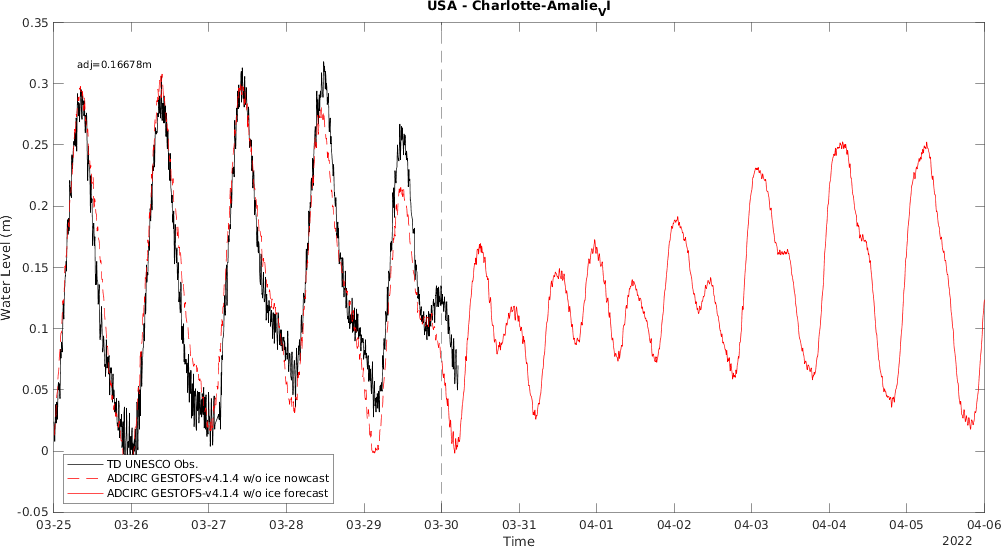 USA - Charlotte-AmalieVI
adj=0.16678m
0.35
0.3
0.25
0.2
0.15
0.1
0.05
0
-0.05
Water Level (m)
TD UNESCO Obs.
ADCIRC GESTOFS-v4.1.4 w/o ice nowcast
ADCIRC GESTOFS-v4.1.4 w/o ice forecast
03-25 03-26 03-27 03-28 03-29 03-30 03-31 04-01 04-02 04-03 04-04 04-05 04-06
Time
2022